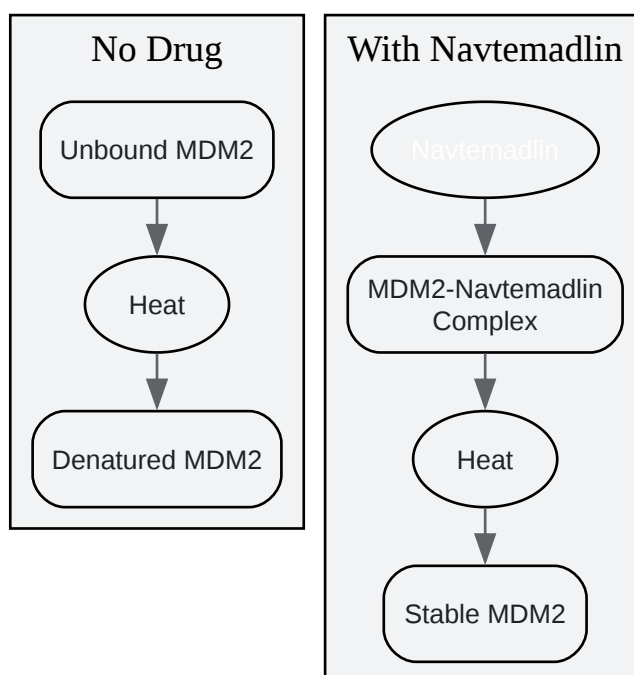 No Drug
Unbound MDM2
Heat
Denatured MDM2
With Navtemadlin
Navtemadlin
MDM2-Navtemadlin
Complex
Heat
Stable MDM2